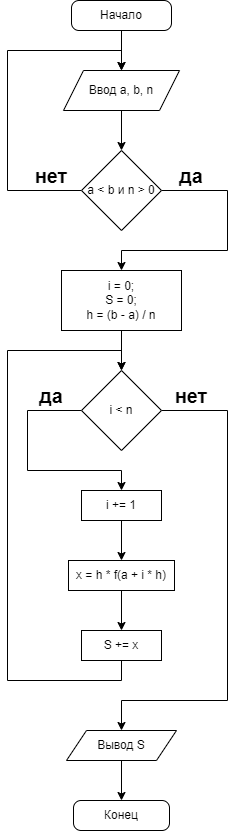 Начало
Ввод a, b, n
нет
a < b и n > 0
да
i = 0;
S = 0;
h = (b - a) / n
да
i < n
нет
i += 1
x = h * f(a + i * h)
S += x
Вывод S
Конец